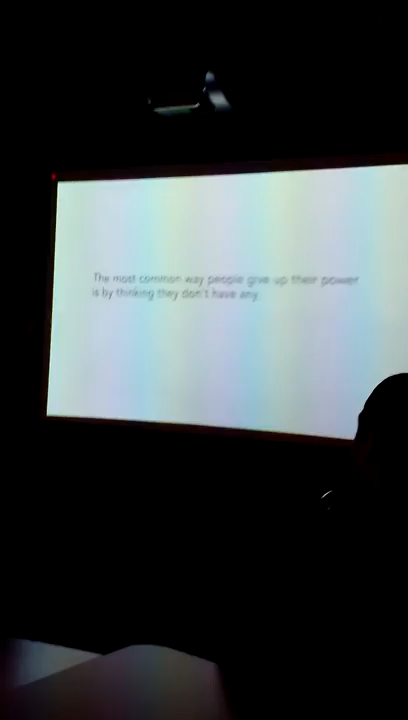 The most common way people give up their power
is by thinking they don't have any.